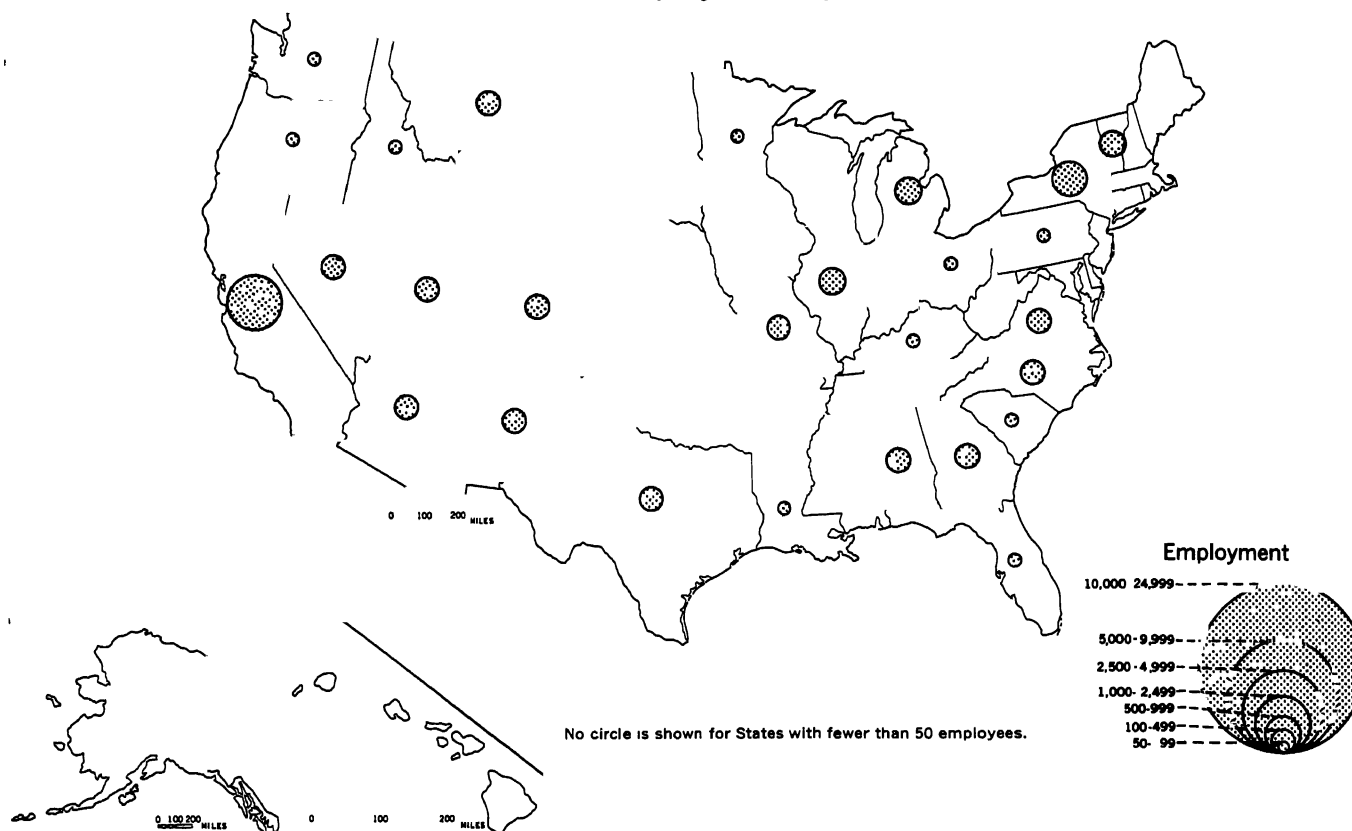 0 100 200 MILES
Employment
10,000 24,999
5,000-9,999
2,500-4,999
1,000-2,499
500-999
100-499
50- 99
No circle is shown for States with fewer than 50 employees.
0 100 200 MILES
0 100 200 MILES